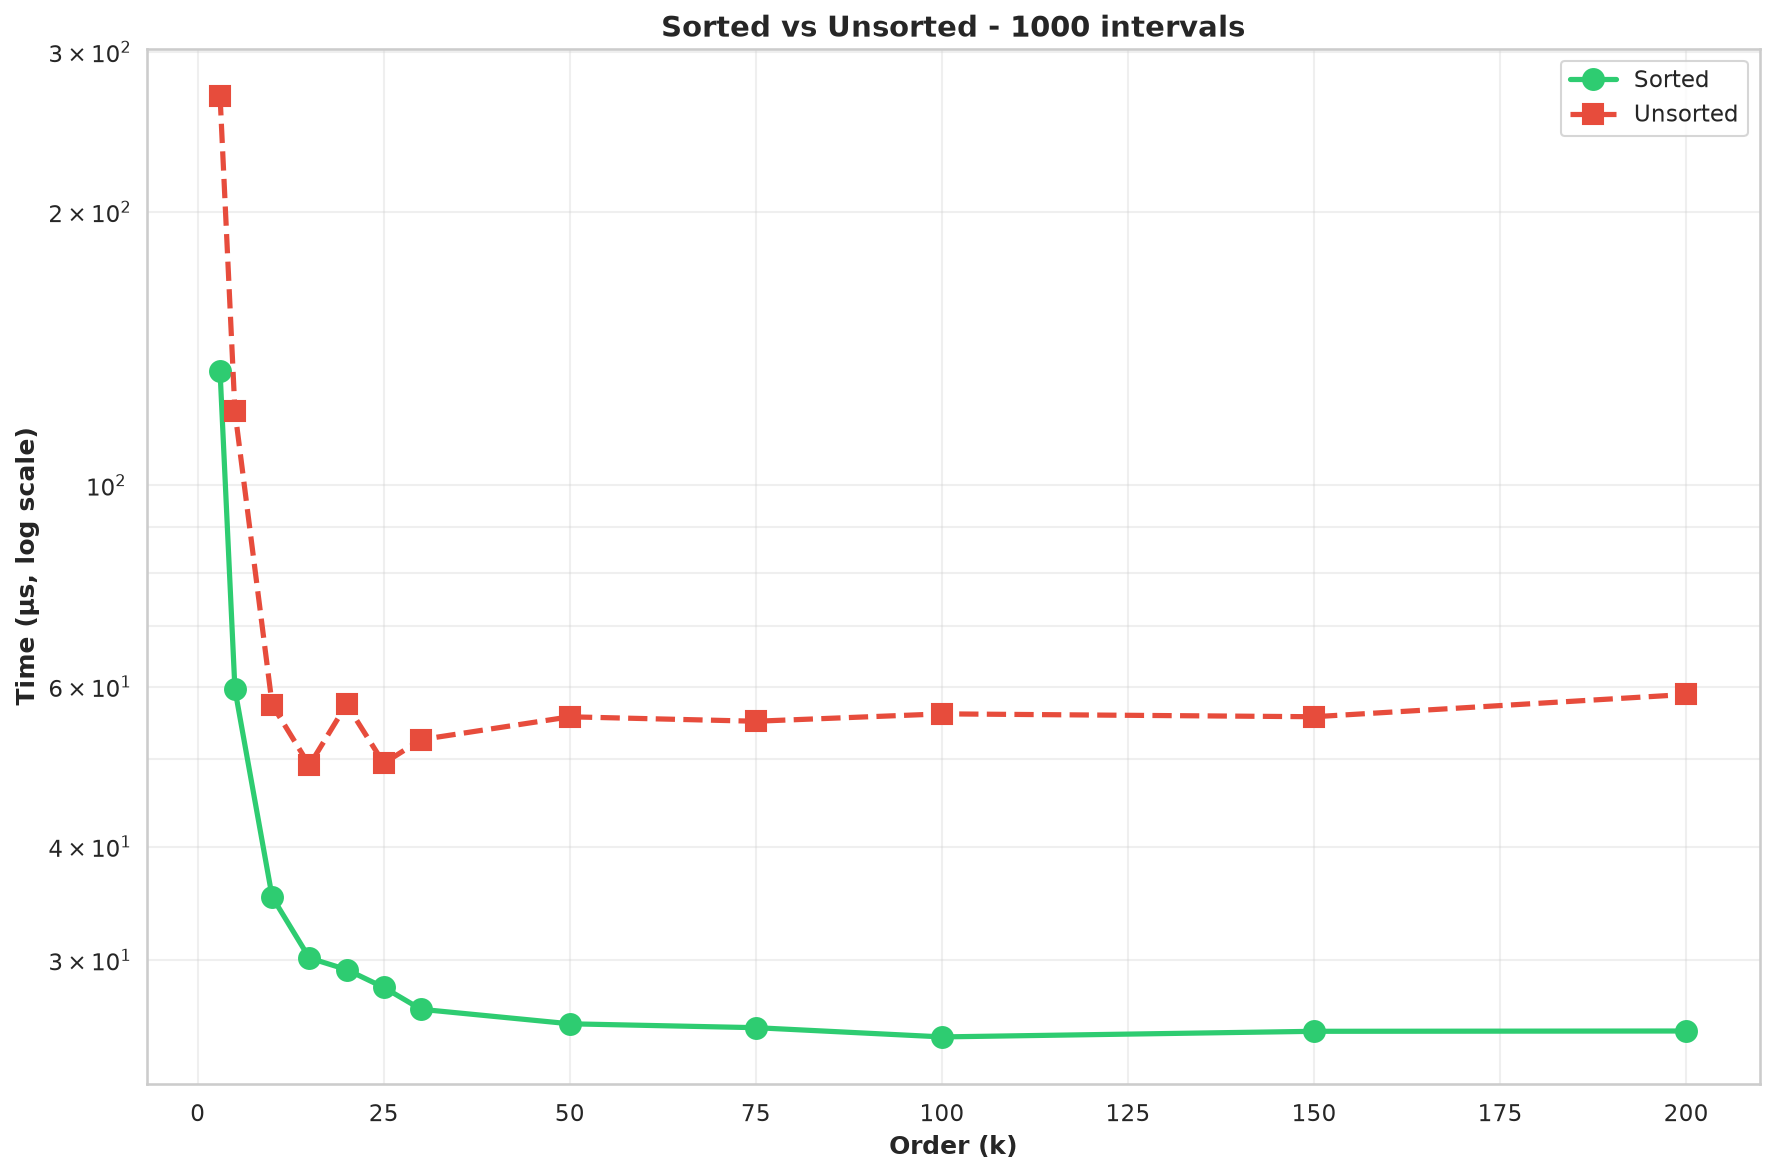 Sorted vs Unsorted - 1000 intervals
Sorted
Unsorted
Time (µs, log scale)
3 × 10²
2 × 10²
10²
6 × 10¹
4 × 10¹
3 × 10¹
0 25 50 75 100 125 150 175 200
Order (k)